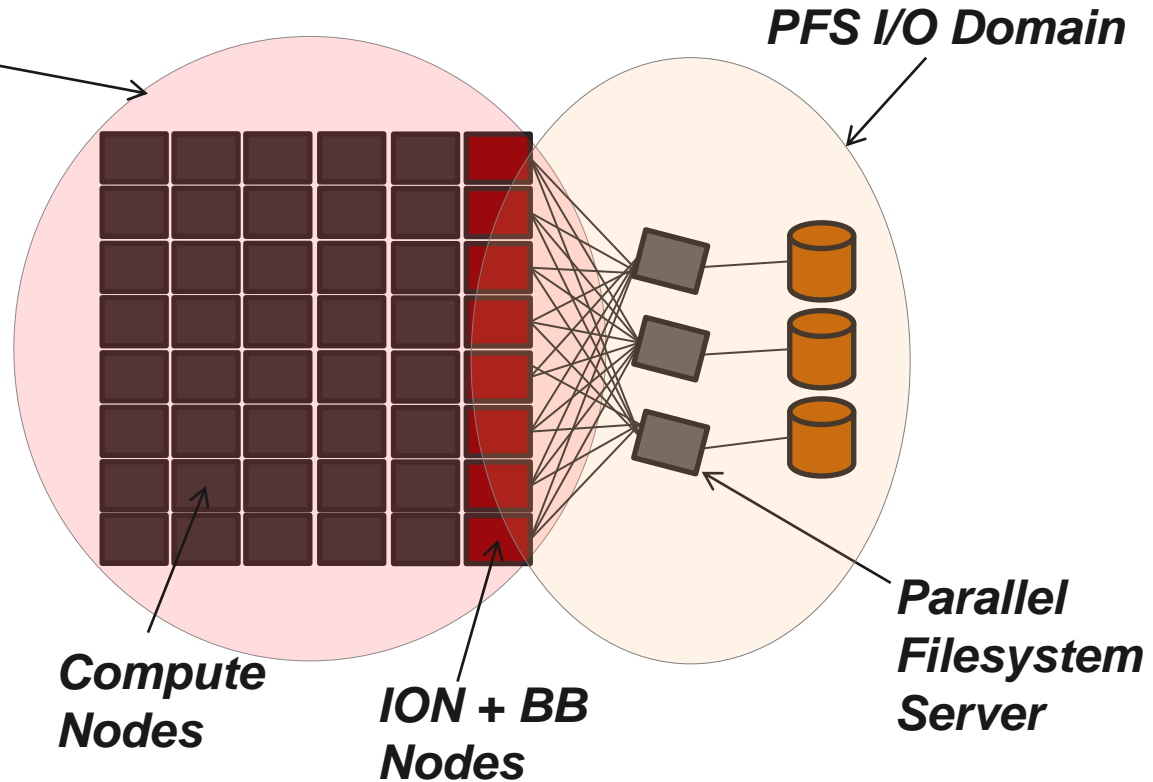 PFS I/O Domain
Compute
Nodes
ION + BB
Nodes
Parallel
Filesystem
Server